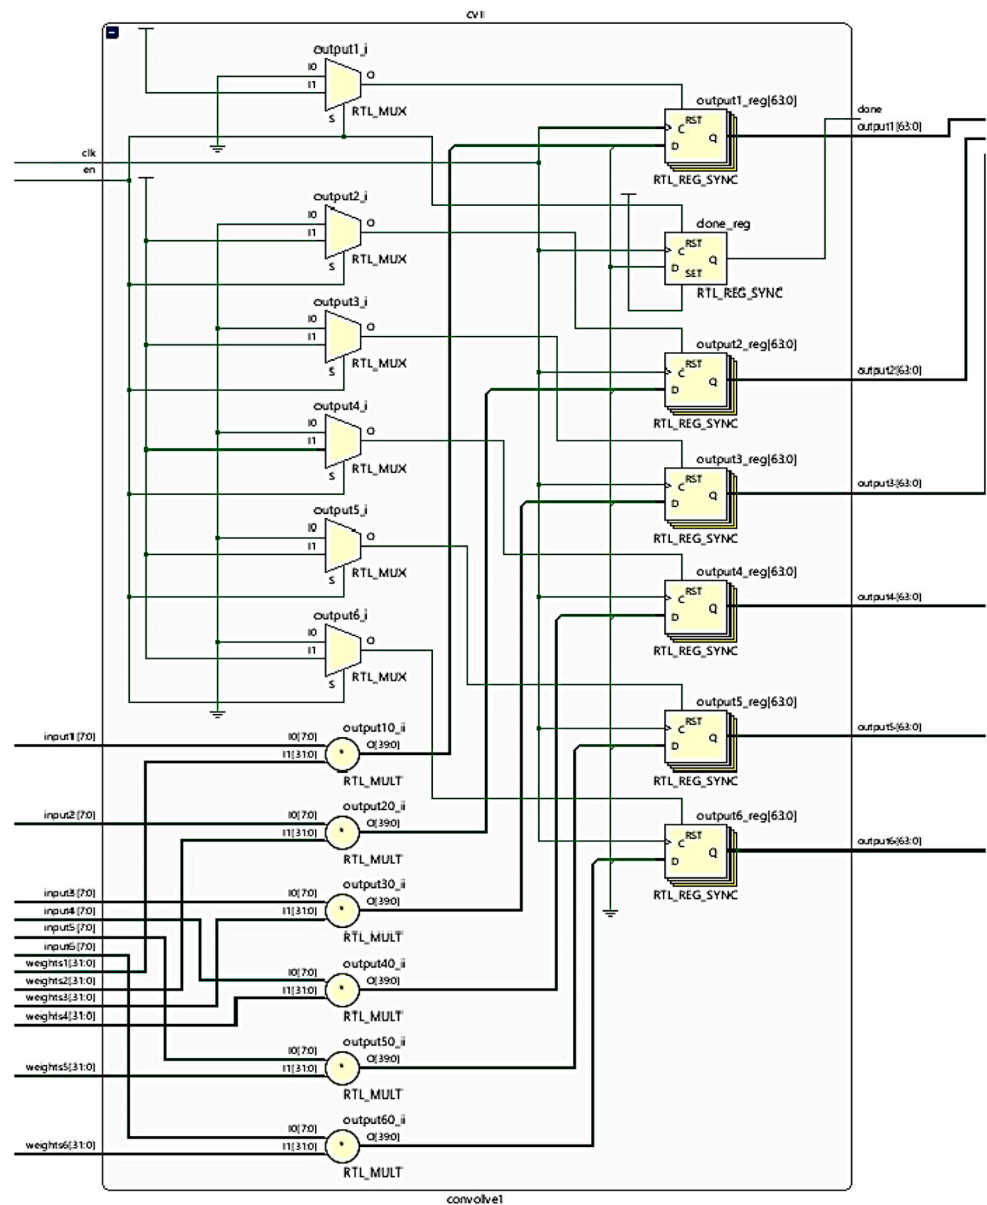 cv1
output1_i
I0
O
I1
S
RTL_MUX
output1_reg[63:0]
RST
C
Q
D
RTL_REG_SYNC
done
output1[63:0]
clk
en
output2_i
I0
O
I1
S
RTL_MUX
done_reg
RST
C
Q
D
SET
RTL_REG_SYNC
output3_i
I0
O
I1
S
RTL_MUX
output2_reg[63:0]
RST
C
Q
D
RTL_REG_SYNC
output2[63:0]
output4_i
I0
O
I1
S
RTL_MUX
output3_reg[63:0]
RST
C
Q
D
RTL_REG_SYNC
output3[63:0]
output5_i
I0
O
I1
S
RTL_MUX
output4_reg[63:0]
RST
C
Q
D
RTL_REG_SYNC
output4[63:0]
output6_i
I0
O
I1
S
RTL_MUX
output5_reg[63:0]
RST
C
Q
D
RTL_REG_SYNC
output5[63:0]
input1[7:0]
output10_ii
I0[7:0]
I1[31:0]
O[39:0]
*
RTL_MULT
input2[7:0]
output20_ii
I0[7:0]
I1[31:0]
O[39:0]
*
RTL_MULT
output6_reg[63:0]
RST
C
Q
D
RTL_REG_SYNC
output6[63:0]
input3[7:0]
input4[7:0]
input5[7:0]
input6[7:0]
weights1[31:0]
weights2[31:0]
weights3[31:0]
weights4[31:0]
output30_ii
I0[7:0]
I1[31:0]
O[39:0]
*
RTL_MULT
output40_ii
I0[7:0]
I1[31:0]
O[39:0]
*
RTL_MULT
weights5[31:0]
output50_ii
I0[7:0]
I1[31:0]
O[39:0]
*
RTL_MULT
weights6[31:0]
output60_ii
I0[7:0]
I1[31:0]
O[39:0]
*
RTL_MULT
convolve1